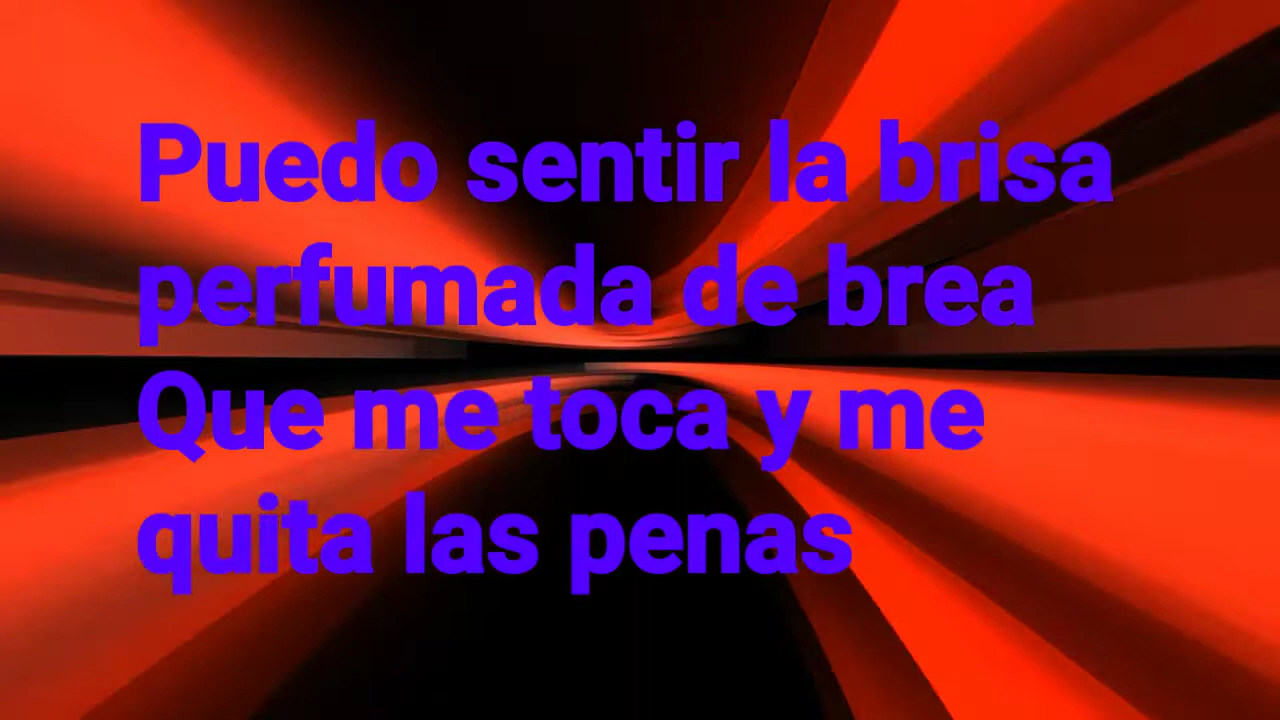 Puedo sentir la brisa
perfumada de brea
Que me toca y me
quita las penas